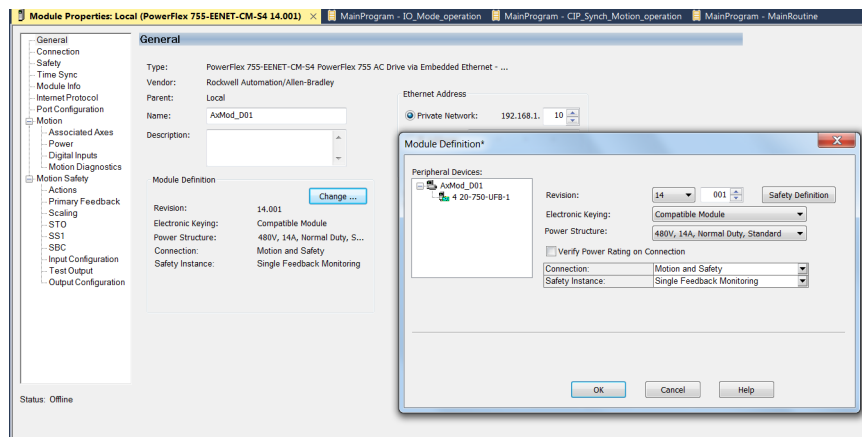 Module Properties: Local (PowerFlex 755-EENET-CM-S4 14.001) × MainProgram - IO_Mode_operation MainProgram - CIP_Synch_Motion_operation MainProgram - MainRoutine
General
Connection
Safety
Time Sync
Module Info
Internet Protocol
Port Configuration
Motion
Associated Axes
Power
Digital Inputs
Motion Diagnostics
Motion Safety
Actions
Primary Feedback
Scaling
STO
SS1
SBC
Input Configuration
Test Output
Output Configuration
Status: Offline
General
Type: PowerFlex 755-EENET-CM-S4 PowerFlex 755 AC Drive via Embedded Ethernet - ...
Vendor: Rockwell Automation/Allen-Bradley
Parent: Local
Name: AxMod_D01
Description:
Ethernet Address
Private Network: 192.168.1. 10
Module Definition
Change ...
Revision: 14.001
Electronic Keying: Compatible Module
Power Structure: 480V, 14A, Normal Duty, S...
Connection: Motion and Safety
Safety Instance: Single Feedback Monitoring
Module Definition*
Peripheral Devices:
AxMod_D01
4 20-750-UFB-1
Revision: 14 001 Safety Definition
Electronic Keying: Compatible Module
Power Structure: 480V, 14A, Normal Duty, Standard
Verify Power Rating on Connection
Connection: Motion and Safety
Safety Instance: Single Feedback Monitoring
OK Cancel Help